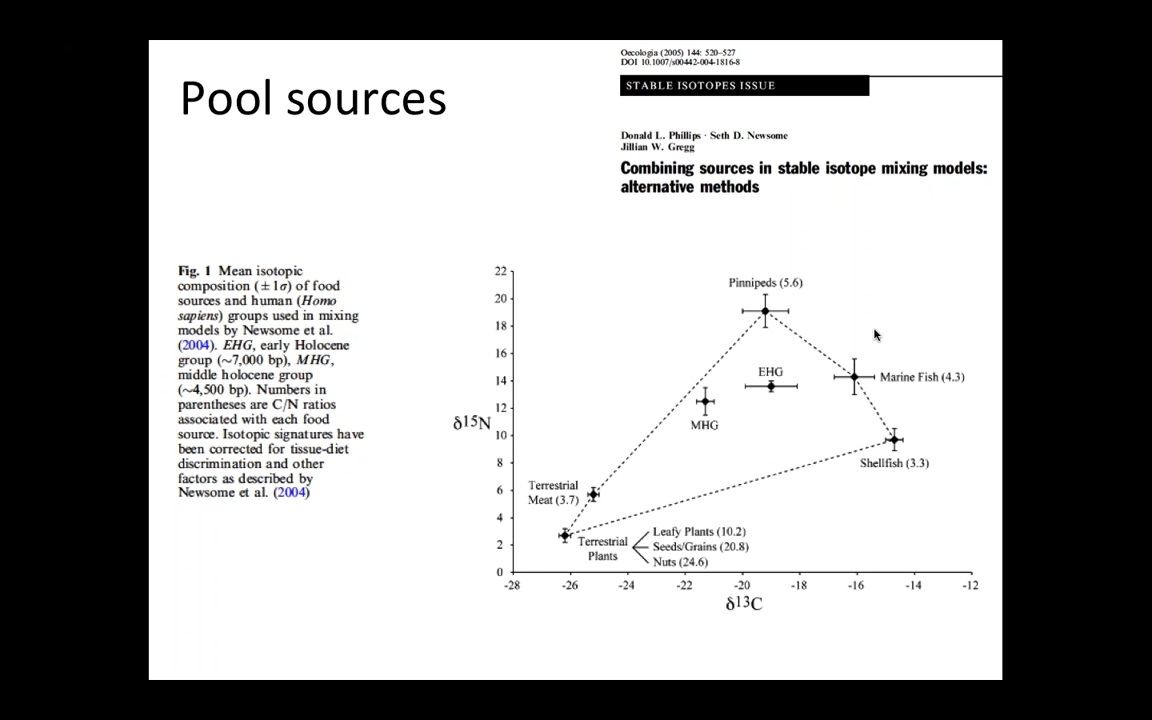 Pool sources
Oecologia (2005) 144: 520–527
DOI 10.1007/s00442-004-1816-8
STABLE ISOTOPES ISSUE
Donald L. Phillips · Seth D. Newsome
Jillian W. Gregg
Combining sources in stable isotope mixing models:
alternative methods
Fig. 1 Mean isotopic
composition (± 1σ) of food
sources and human (Homo
sapiens) groups used in mixing
models by Newsome et al.
(2004). EHG, early Holocene
group (~7,000 bp), MHG,
middle holocene group
(~4,500 bp). Numbers in
parentheses are C/N ratios
associated with each food
source. Isotopic signatures have
been corrected for tissue-diet
discrimination and other
factors as described by
Newsome et al. (2004)
22
20
18
16
14
12
10
8
6
4
2
0
δ15N
Pinnipeds (5.6)
EHG
Marine Fish (4.3)
MHG
Shellfish (3.3)
Terrestrial
Meat (3.7)
Terrestrial
Plants
Leafy Plants (10.2)
Seeds/Grains (20.8)
Nuts (24.6)
-28 -26 -24 -22 -20 -18 -16 -14 -12
δ13C